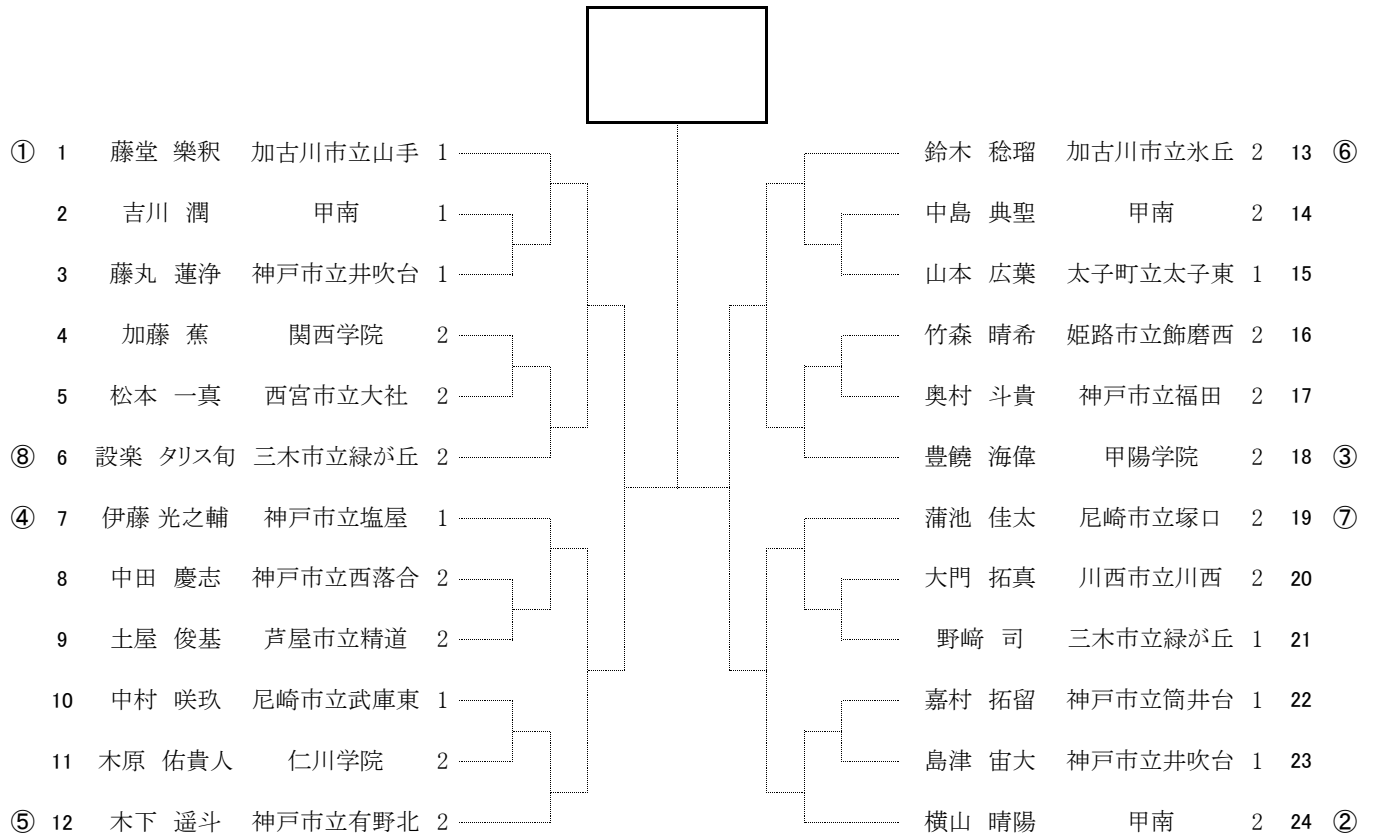 ① 1 藤堂 樂釈 加古川市立山手 1
2 吉川 潤 甲南 1
3 藤丸 蓮浄 神戸市立井吹台 1
4 加藤 蕉 関西学院 2
5 松本 一真 西宮市立大社 2
⑧ 6 設楽 タリス旬 三木市立緑が丘 2
④ 7 伊藤 光之輔 神戸市立塩屋 1
8 中田 慶志 神戸市立西落合 2
9 土屋 俊基 芦屋市立精道 2
10 中村 咲玖 尼崎市立武庫東 1
11 木原 佑貴人 仁川学院 2
⑤ 12 木下 遥斗 神戸市立有野北 2
鈴木 稔瑠 加古川市立氷丘 2 13 ⑥
中島 典聖 甲南 2 14
山本 広葉 太子町立太子東 1 15
竹森 晴希 姫路市立飾磨西 2 16
奥村 斗貴 神戸市立福田 2 17
豊饒 海偉 甲陽学院 2 18 ③
蒲池 佳太 尼崎市立塚口 2 19 ⑦
大門 拓真 川西市立川西 2 20
野﨑 司 三木市立緑が丘 1 21
嘉村 拓留 神戸市立筒井台 1 22
島津 宙大 神戸市立井吹台 1 23
横山 晴陽 甲南 2 24 ②